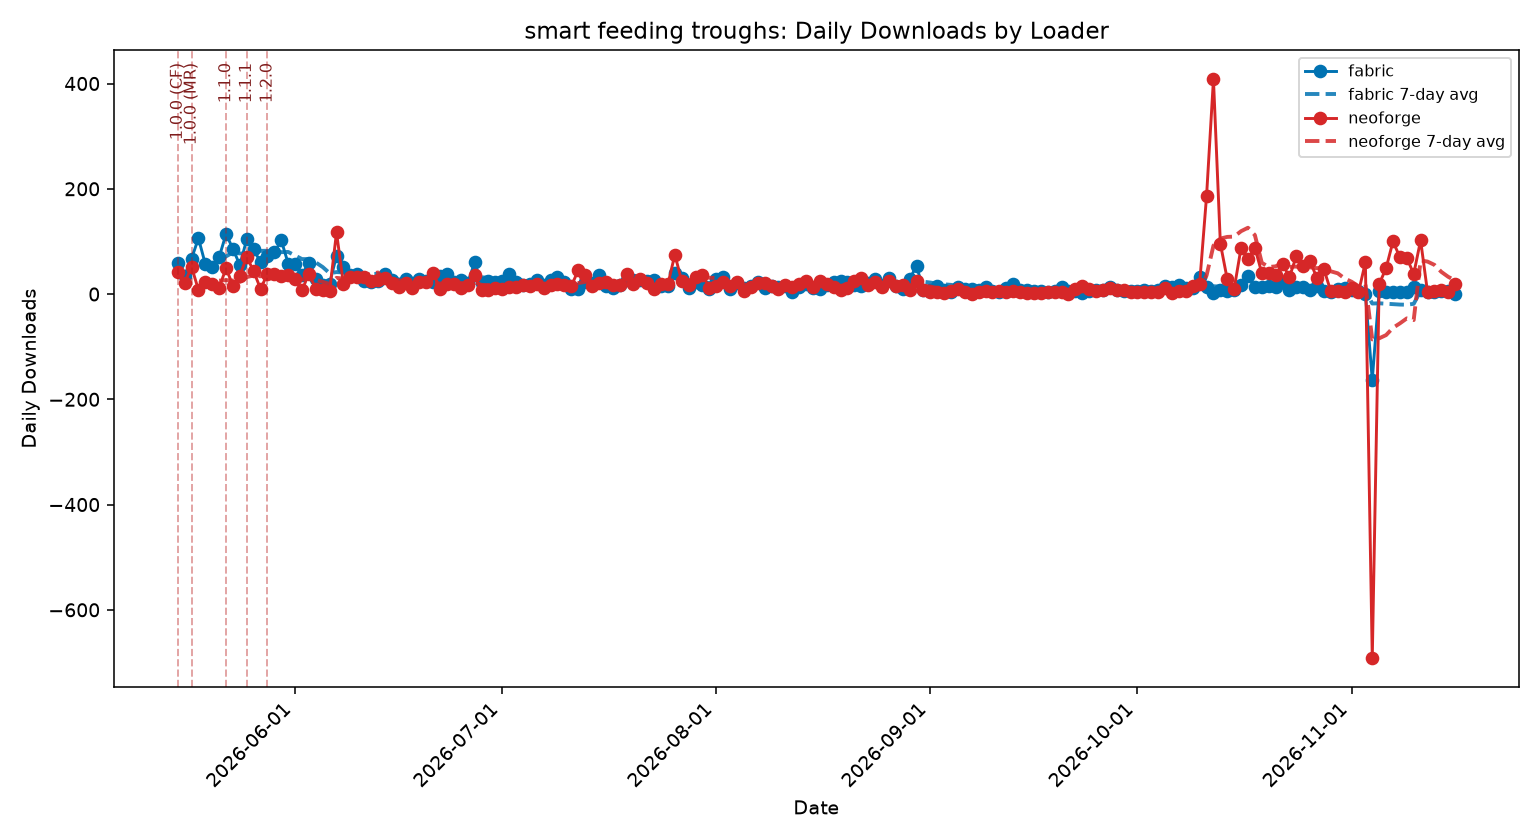 smart feeding troughs: Daily Downloads by Loader
1.0.0 (CF)
1.0.0 (MR)
1.1.0
1.1.1
1.2.0
fabric
fabric 7-day avg
neoforge
neoforge 7-day avg
Daily Downloads
400
200
0
−200
−400
−600
2026-06-01
2026-07-01
2026-08-01
2026-09-01
2026-10-01
2026-11-01
Date